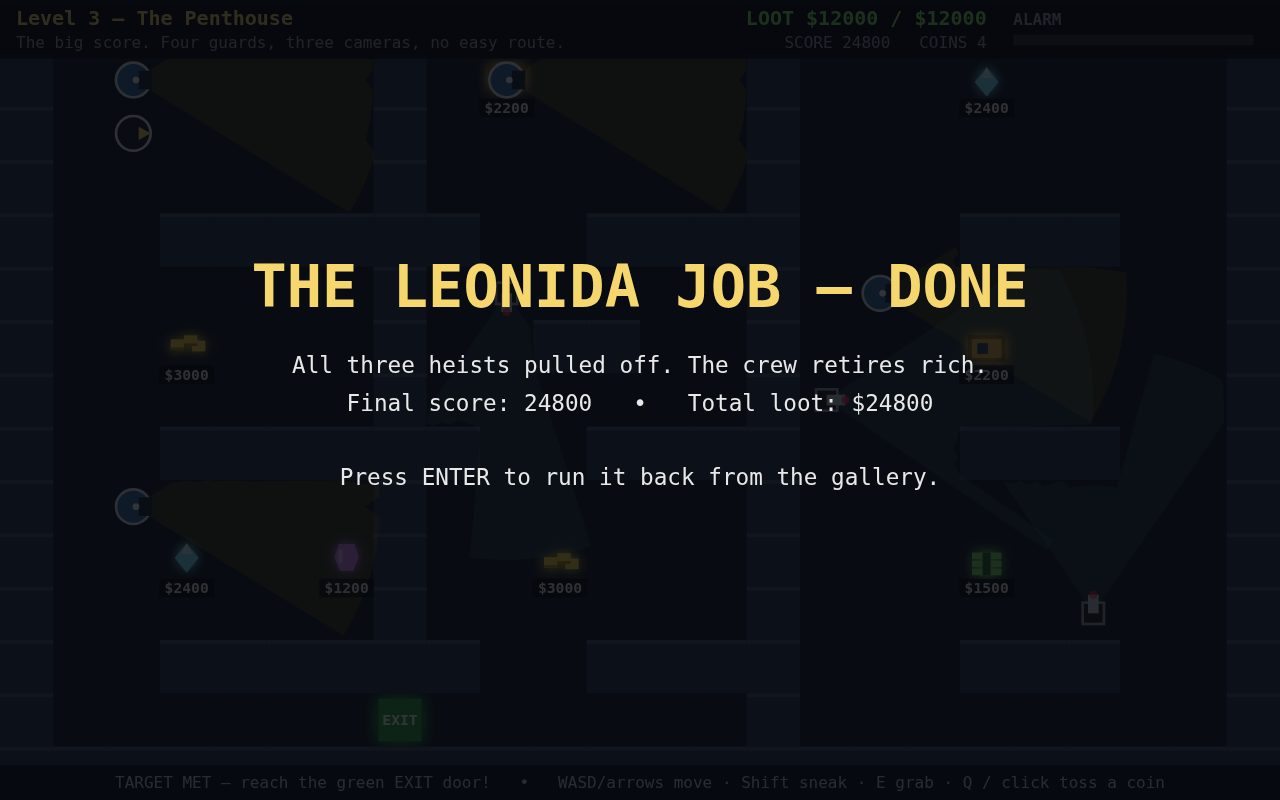 Level 3 — The Penthouse
LOOT $12000 / $12000 ALARM
The big score. Four guards, three cameras, no easy route.
SCORE 24800 COINS 4
$2200
$2400
THE LEONIDA JOB — DONE
All three heists pulled off. The crew retires rich.
$3000
$2200
Final score: 24800 • Total loot: $24800
Press ENTER to run it back from the gallery.
$2400
$1200
$3000
$1500
EXIT
TARGET MET — reach the green EXIT door! • WASD/arrows move · Shift sneak · E grab · Q / click toss a coin